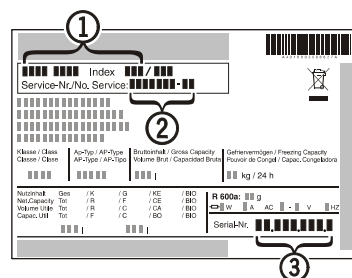 1
Index /
Service-Nr./No. Service: -
2
Klasse / Class Ap-Typ / AP-Type Bruttoinhalt / Gross Capacity Gefriervermögen / Freezing Capacity
Classe / Clase AP-Type / AP-Tipo Volume Brut / Capacidad Bruta Pouvoir de Congel / Capac. Congeladora
kg / 24 h
Nutzinhalt Ges / K / G / KE / BIO
Net.Capacity Tot / R / F / CE / BIO
Volume Utile Tot / R / C / CA / BIO
Capac. Util Tot / F / C / BO / BIO
R 600a: g
W A AC - V HZ
Serial-Nr.
3